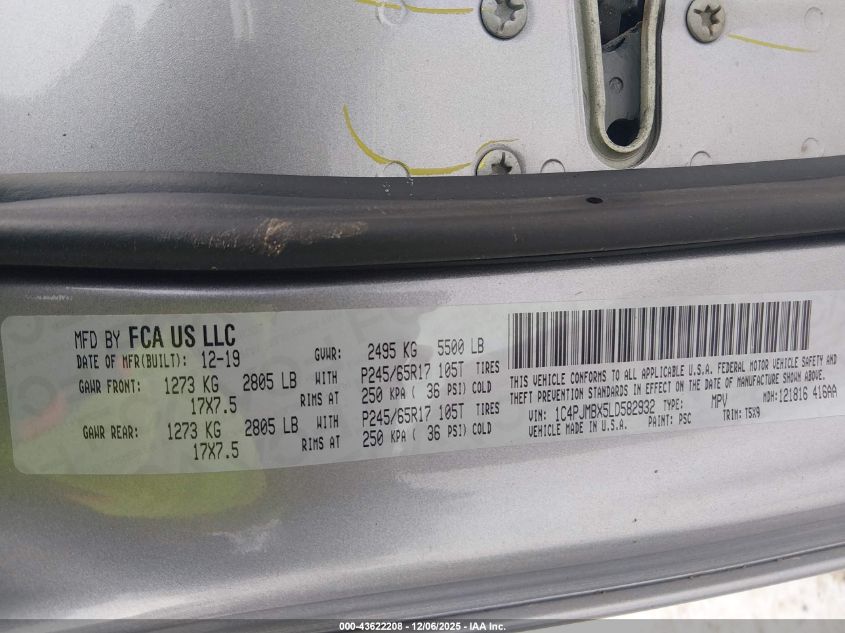 MFD BY FCA US LLC
DATE OF MFR(BUILT): 12-19 GVWR: 2495 KG 5500 LB
GAWR FRONT: 1273 KG 2805 LB WITH P245/65R17 105T TIRES
17X7.5 RIMS AT 250 KPA ( 36 PSI) COLD
GAWR REAR: 1273 KG 2805 LB WITH P245/65R17 105T TIRES
17X7.5 RIMS AT 250 KPA ( 36 PSI) COLD
THIS VEHICLE CONFORMS TO ALL APPLICABLE U.S.A. FEDERAL MOTOR VEHICLE SAFETY AND
THEFT PREVENTION STANDARDS IN EFFECT ON THE DATE OF MANUFACTURE SHOWN ABOVE.
VIN: 1C4PJMBX5LD582932 TYPE: MPV MDH:121816 416AA
MADE IN U.S.A. PAINT: PSC TRIM: T5X9
000-43622208 - 12/06/2025 - IAA Inc.